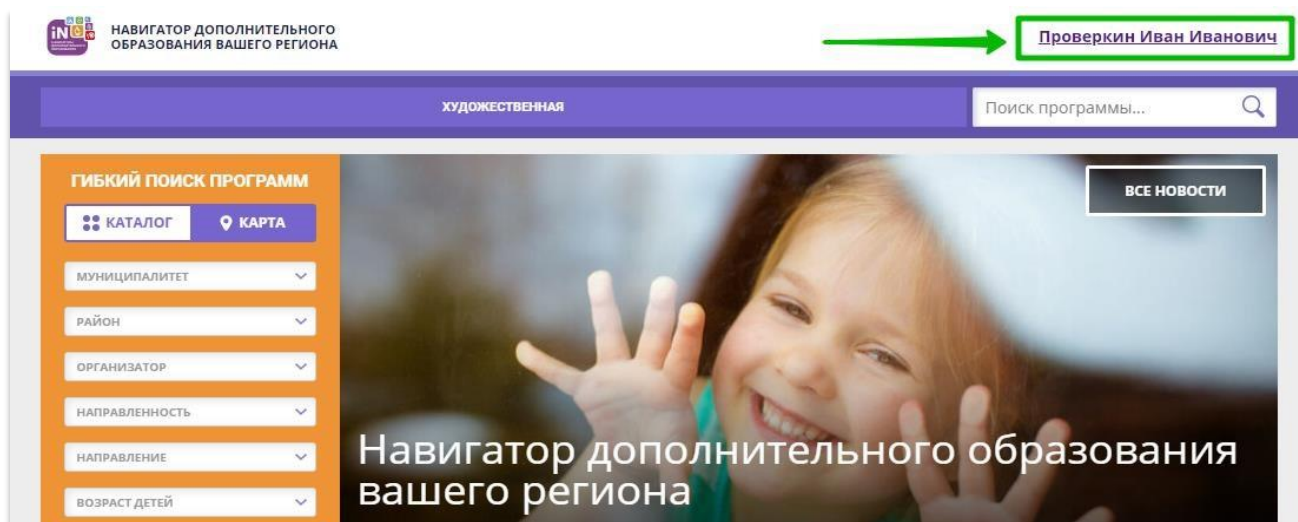 НАВИГАТОР ДОПОЛНИТЕЛЬНОГО
ОБРАЗОВАНИЯ ВАШЕГО РЕГИОНА
Проверкин Иван Иванович
ХУДОЖЕСТВЕННАЯ
Поиск программы...
ГИБКИЙ ПОИСК ПРОГРАММ
КАТАЛОГ
КАРТА
МУНИЦИПАЛИТЕТ
РАЙОН
ОРГАНИЗАТОР
НАПРАВЛЕННОСТЬ
НАПРАВЛЕНИЕ
ВОЗРАСТ ДЕТЕЙ
ВСЕ НОВОСТИ
Навигатор дополнительного образования
вашего региона